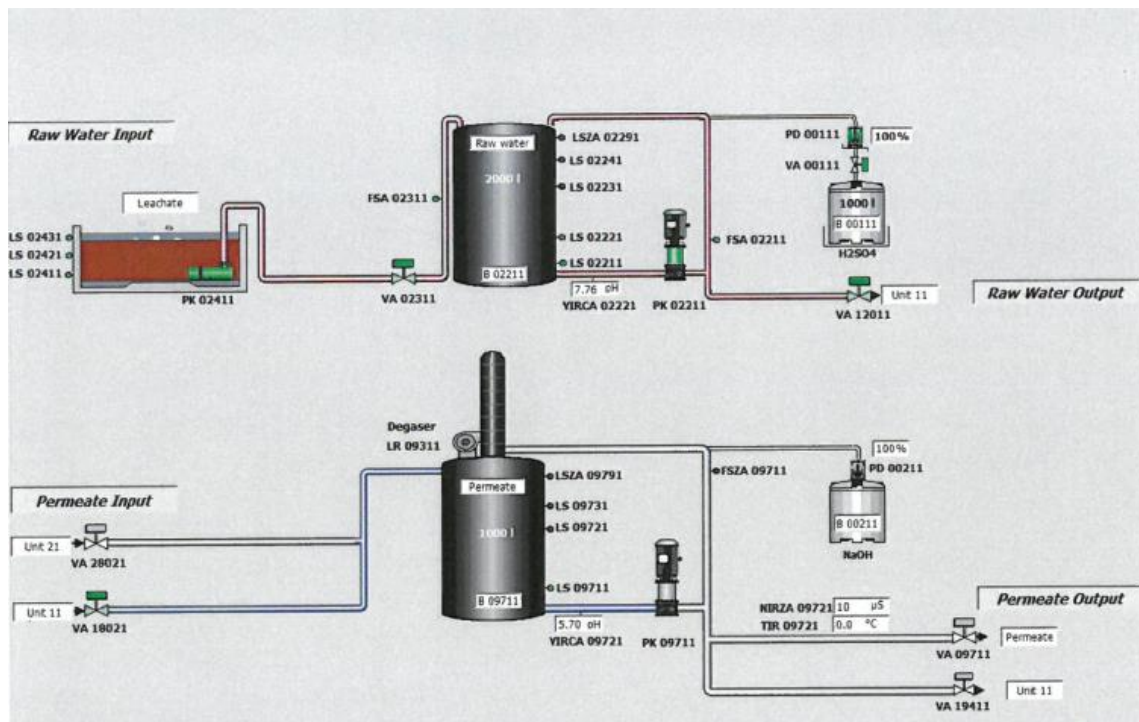 Raw Water Input
Leachate
LS 02431
LS 02421
LS 02411
PK 02411
VA 02311
FSA 02311
Raw water
2000 l
B 02211
LSZA 02291
LS 02241
LS 02231
LS 02221
LS 02211
7.76 pH
YIRCA 02221
PK 02211
FSA 02211
PD 00111
100%
VA 00111
1000 l
B 00111
H2SO4
Unit 11
VA 12011
Raw Water Output
Permeate Input
Unit 21
VA 28021
Unit 11
VA 18021
Degaser
LR 09311
Permeate
1000 l
B 09711
LSZA 09791
LS 09731
LS 09721
LS 09711
5.70 pH
YIRCA 09721
PK 09711
FSZA 09711
100%
PD 00211
B 00211
NaOH
NIRZA 09721 10 µS
TIR 09721 0.0 °C
Permeate Output
Permeate
VA 09711
Unit 11
VA 19411